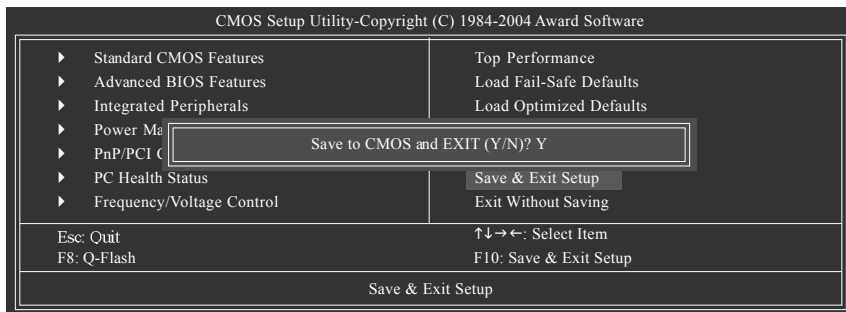 CMOS Setup Utility-Copyright (C) 1984-2004 Award Software
Standard CMOS Features
Advanced BIOS Features
Integrated Peripherals
Power
PnP/PCI
PC Health Status
Frequency/Voltage Control
Top Performance
Load Fail-Safe Defaults
Load Optimized Defaults
Save to CMOS and EXIT (Y/N)? Y
Save & Exit Setup
Exit Without Saving
Esc: Quit
F8: Q-Flash
↑↓→←: Select Item
F10: Save & Exit Setup
Save & Exit Setup